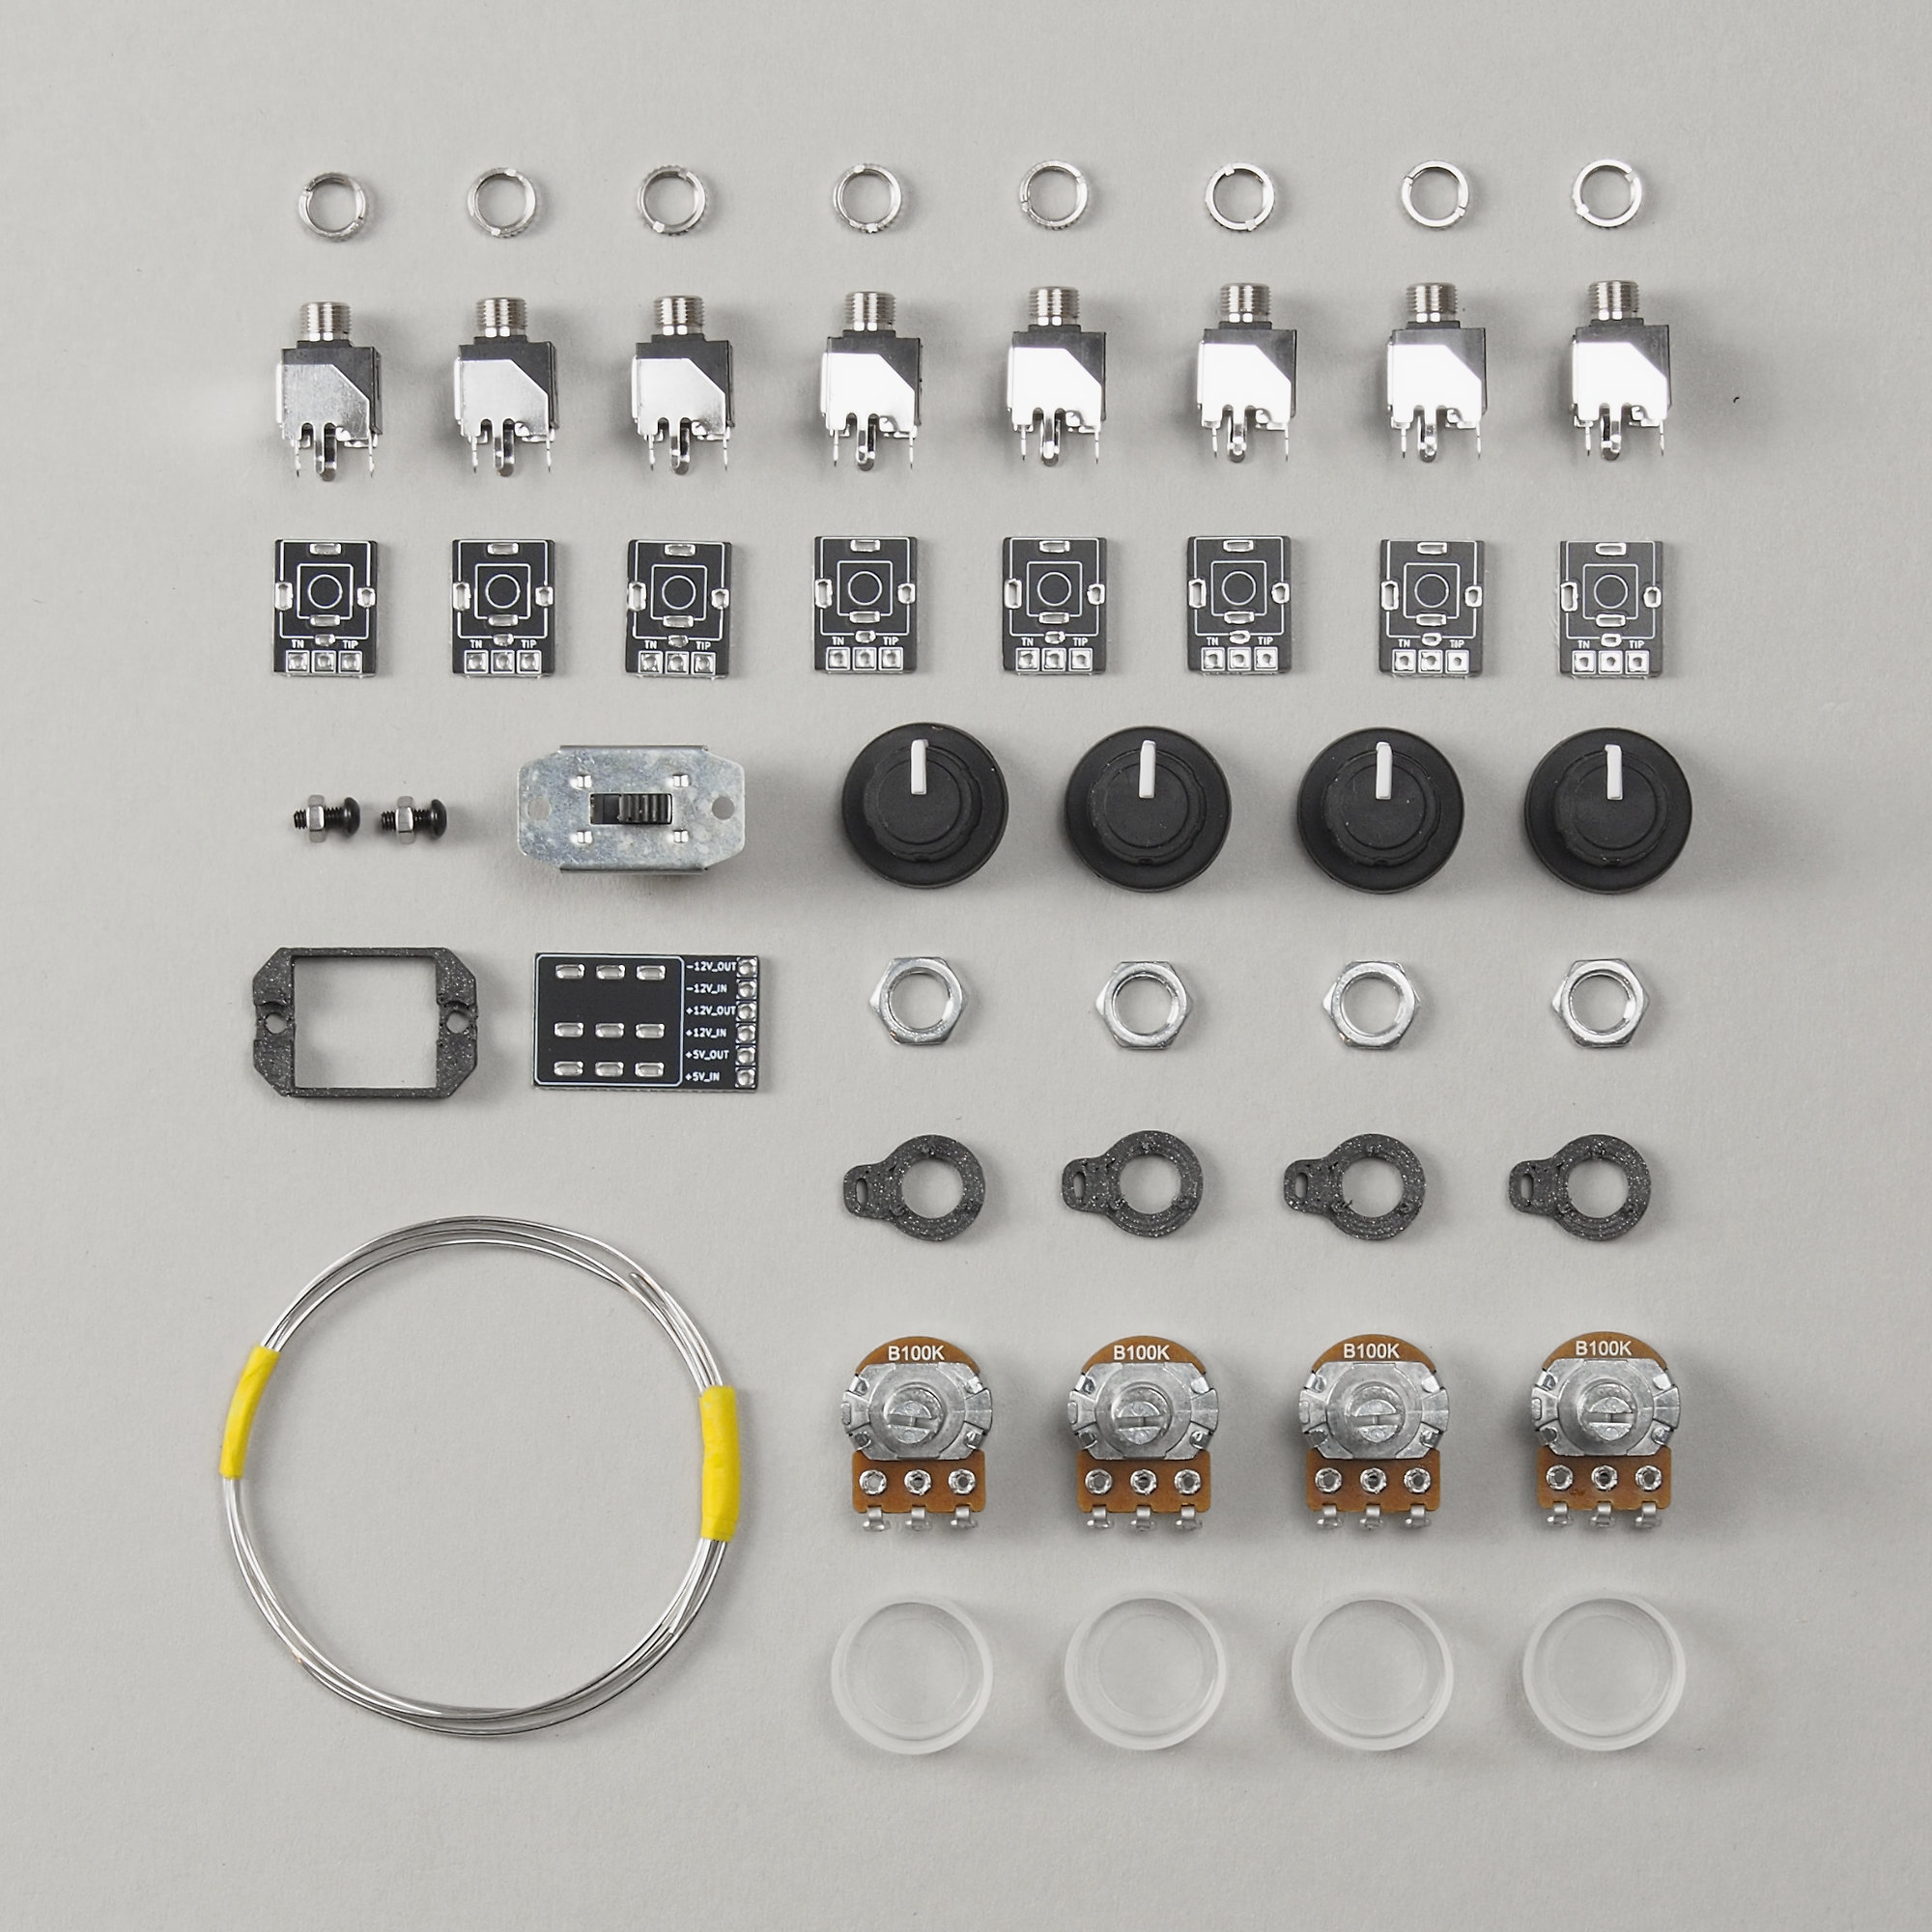 TN TIP
TN TIP
TN TIP
TN TIP
TN TIP
TN TIP
TN TIP
TN TIP
-12V_OUT
-12V_IN
+12V_OUT
+12V_IN
+5V_OUT
+5V_IN
B100K
B100K
B100K
B100K